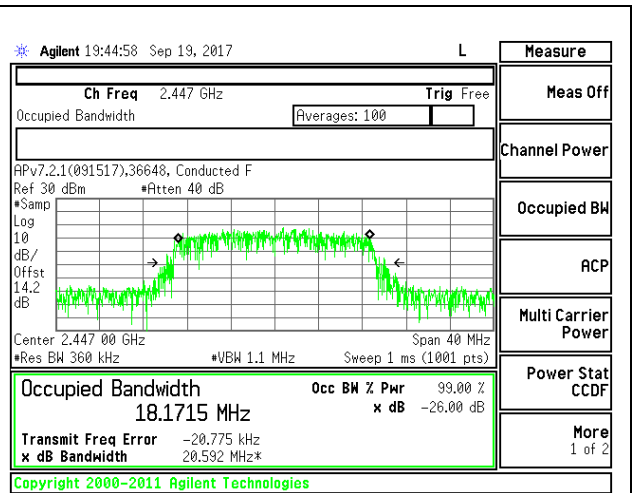 Agilent 19:44:58 Sep 19, 2017 L
Measure
Ch Freq 2.447 GHz Trig Free
Occupied Bandwidth Averages: 100
APv7.2.1(091517),36648, Conducted F
Ref 30 dBm #Atten 40 dB
#Samp
Log
10
dB/
Offst
14.2
dB
Center 2.447 00 GHz Span 40 MHz
#Res BW 360 kHz #VBW 1.1 MHz Sweep 1 ms (1001 pts)
Occupied Bandwidth Occ BW % Pwr 99.00 %
18.1715 MHz x dB -26.00 dB
Transmit Freq Error -20.775 kHz
x dB Bandwidth 20.592 MHz*
Copyright 2000-2011 Agilent Technologies
Meas Off
Channel Power
Occupied BW
ACP
Multi Carrier
Power
Power Stat
CCDF
More
1 of 2